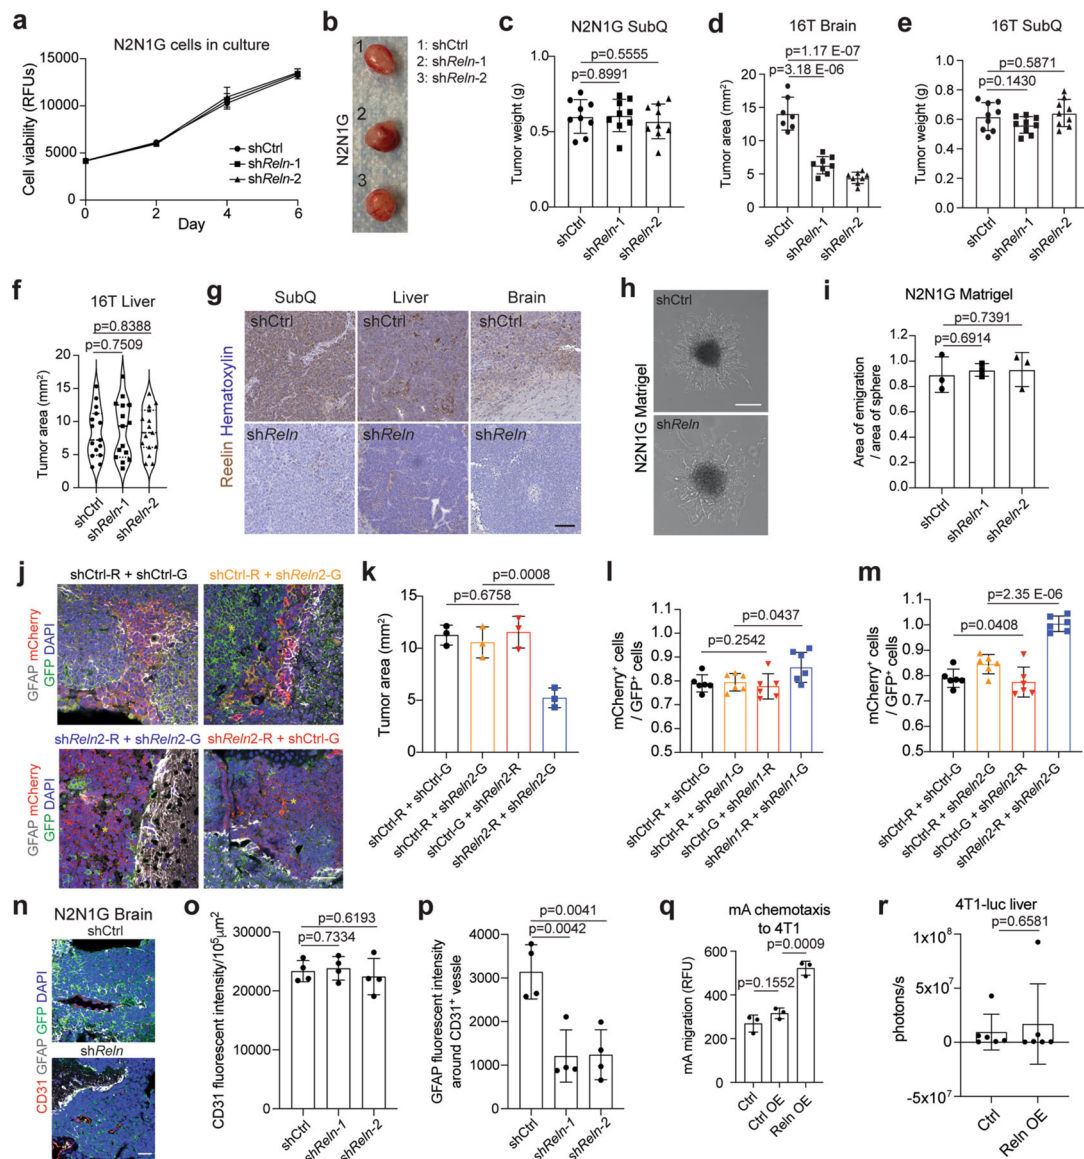 a
N2N1G cells in culture
Cell viability (RFUs)
15000
10000
5000
0
0 2 4 6
Day
shCtrl
shReln-1
shReln-2
b
N2N1G
1
2
3
1: shCtrl
2: shReln-1
3: shReln-2
c
N2N1G SubQ
p=0.5555
p=0.8991
Tumor weight (g)
1.0
0.5
0.0
shCtrl
shReln-1
shReln-2
d
16T Brain
p=1.17 E-07
p=3.18 E-06
Tumor area (mm²)
20
15
10
5
0
shCtrl
shReln-1
shReln-2
e
16T SubQ
p=0.5871
p=0.1430
Tumor weight (g)
1.0
0.8
0.6
0.4
0.2
0.0
shCtrl
shReln-1
shReln-2
f
16T Liver
p=0.8388
p=0.7509
Tumor area (mm²)
20
15
10
5
0
shCtrl
shReln-1
shReln-2
g
SubQ Liver Brain
Reelin Hematoxylin
shCtrl shCtrl shCtrl
shReln shReln shReln
h
N2N1G Matrigel
shCtrl
shReln
i
N2N1G Matrigel
p=0.7391
p=0.6914
Area of emigration
/ area of sphere
1.2
0.9
0.6
0.3
0.0
shCtrl
shReln-1
shReln-2
j
shCtrl-R + shCtrl-G
shCtrl-R + shReln2-G
GFAP mCherry
GFP DAPI
shReln2-R + shReln2-G
shReln2-R + shCtrl-G
GFAP mCherry
GFP DAPI
*
*
k
p=0.0008
p=0.6758
Tumor area (mm²)
15
10
5
0
shCtrl-R + shCtrl-G
shCtrl-R + shReln2-G
shCtrl-G + shReln2-R
shReln2-R + shReln2-G
l
p=0.0437
p=0.2542
mCherry⁺ cells
/ GFP⁺ cells
1.1
1.0
0.9
0.8
0.7
0.6
0.5
shCtrl-R + shCtrl-G
shCtrl-R + shReln1-G
shCtrl-G + shReln1-R
shReln1-R + shReln1-G
m
p=2.35 E-06
p=0.0408
mCherry⁺ cells
/ GFP⁺ cells
1.1
1.0
0.9
0.8
0.7
0.6
0.5
shCtrl-R + shCtrl-G
shCtrl-R + shReln2-G
shCtrl-G + shReln2-R
shReln2-R + shReln2-G
n
N2N1G Brain
shCtrl
shReln
CD31 GFAP GFP DAPI
o
p=0.6193
p=0.7334
CD31 fluorescent intensity/10⁵μm²
30000
20000
10000
0
shCtrl
shReln-1
shReln-2
p
p=0.0041
p=0.0042
GFAP fluorescent intensity
around CD31⁺ vessle
4000
3000
2000
1000
0
shCtrl
shReln-1
shReln-2
q
mA chemotaxis
to 4T1
p=0.0009
p=0.1552
mA migration (RFU)
600
400
200
0
Ctrl
Ctrl OE
Reln OE
r
4T1-luc liver
p=0.6581
photons/s
1x10⁸
5x10⁷
0
-5x10⁷
Ctrl
Reln OE